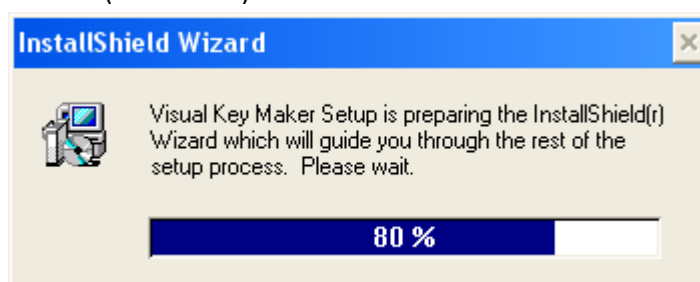 InstallShield Wizard
Visual Key Maker Setup is preparing the InstallShield(r)
Wizard which will guide you through the rest of the
setup process.  Please wait.
80 %